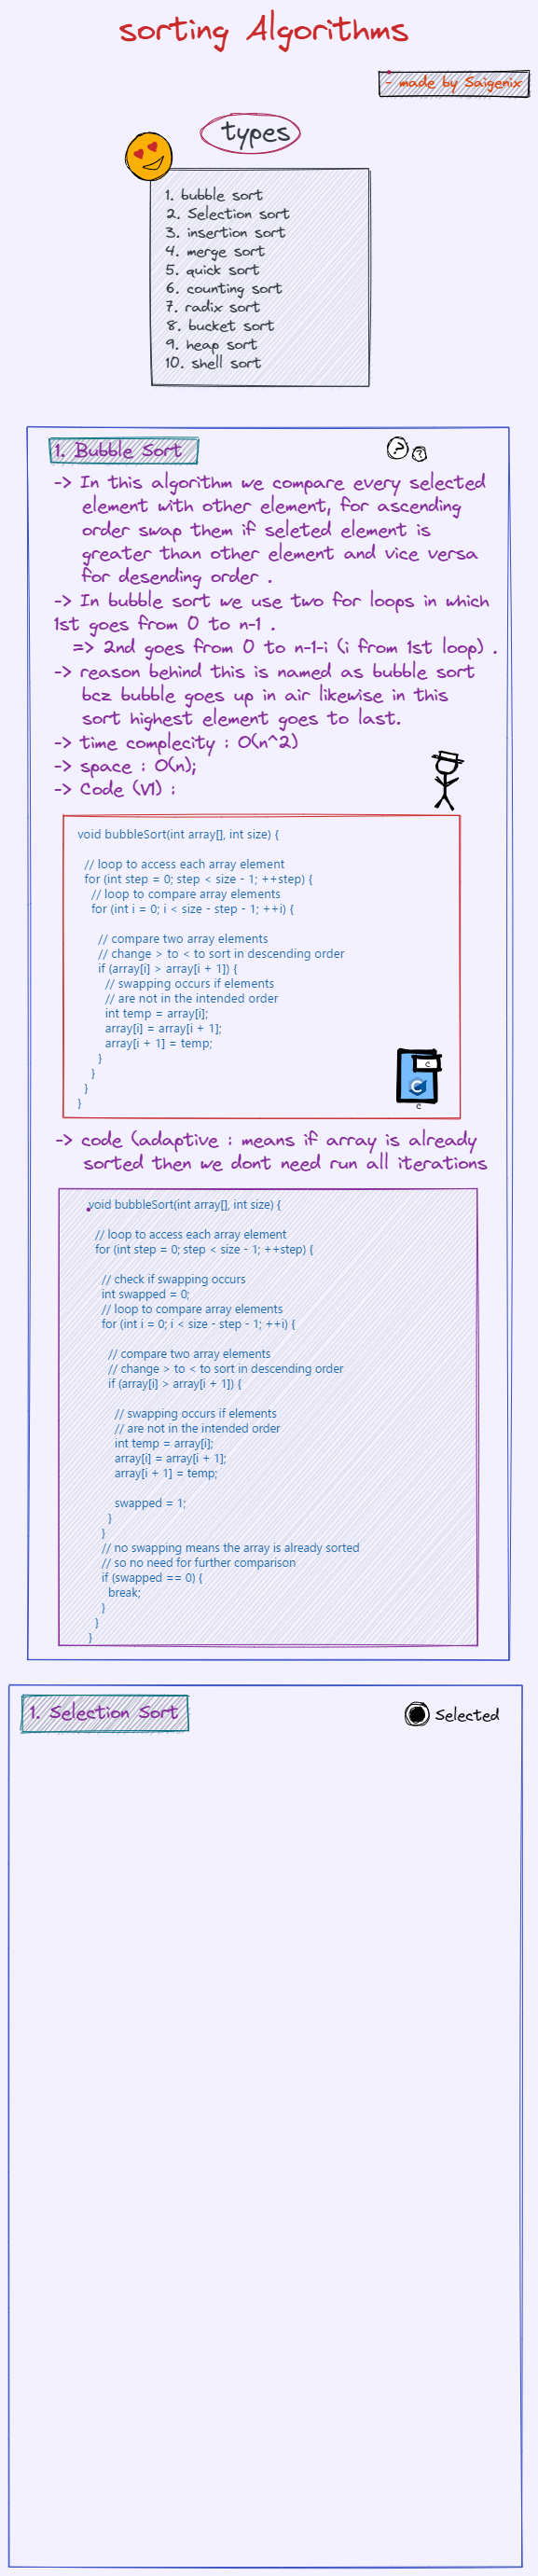 sorting Algorithms
- made by Saigenix
types
1. bubble sort
2. Selection sort
3. insertion sort
4. merge sort
5. quick sort
6. counting sort
7. radix sort
8. bucket sort
9. heap sort
10. shell sort
1. Bubble Sort
? ?
-> In this algorithm we compare every selected
element with other element, for ascending
order swap them if seleted element is
greater than other element and vice versa
for desending order .
-> In bubble sort we use two for loops in which
1st goes from 0 to n-1 .
=> 2nd goes from 0 to n-1-i (i from 1st loop) .
-> reason behind this is named as bubble sort
bcz bubble goes up in air likewise in this
sort highest element goes to last.
-> time complecity : O(n^2)
-> space : O(n);
-> Code (V1) :
void bubbleSort(int array[], int size) {
// loop to access each array element
for (int step = 0; step < size - 1; ++step) {
// loop to compare array elements
for (int i = 0; i < size - step - 1; ++i) {
// compare two array elements
// change > to < to sort in descending order
if (array[i] > array[i + 1]) {
// swapping occurs if elements
// are not in the intended order
int temp = array[i];
array[i] = array[i + 1];
array[i + 1] = temp;
}
}
}
}
C
C
C
-> code (adaptive : means if array is already
sorted then we dont need run all iterations
void bubbleSort(int array[], int size) {
// loop to access each array element
for (int step = 0; step < size - 1; ++step) {
// check if swapping occurs
int swapped = 0;
// loop to compare array elements
for (int i = 0; i < size - step - 1; ++i) {
// compare two array elements
// change > to < to sort in descending order
if (array[i] > array[i + 1]) {
// swapping occurs if elements
// are not in the intended order
int temp = array[i];
array[i] = array[i + 1];
array[i + 1] = temp;
swapped = 1;
}
}
// no swapping means the array is already sorted
// so no need for further comparison
if (swapped == 0) {
break;
}
}
}
1. Selection Sort
Selected